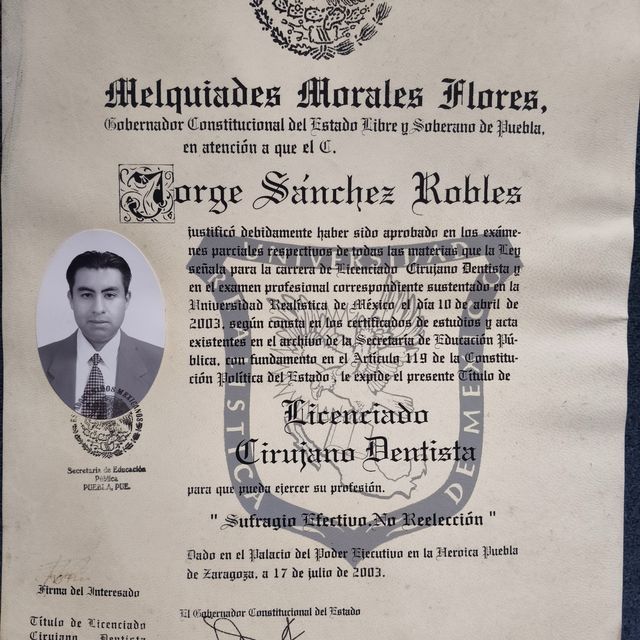 Melquiades Morales Flores,
Gobernador Constitucional del Estado Libre y Soberano de Puebla,
en atención a que el C.
Jorge Sánchez Robles
justificó debidamente haber sido aprobado en los exáme-
nes parciales respectivos de todas las materias que la Ley
señala para la carrera de Licenciado Cirujano Dentista y
en el examen profesional correspondiente sustentado en la
Universidad Realística de México el día 10 de abril de
2003, según consta en los certificados de estudios y acta
existentes en el archivo de la Secretaría de Educación Pú-
blica, con fundamento en el Artículo 119 de la Constitu-
ción Política del Estado, le expide el presente Título de
Licenciado
Cirujano Dentista
para que pueda ejercer su profesión.
" Sufragio Efectivo, No Reelección "
Dado en el Palacio del Poder Ejecutivo en la Heroica Puebla
de Zaragoza, a 17 de julio de 2003.
El Gobernador Constitucional del Estado
ESTADOS UNIDOS MEXICANOS
Secretaría de Educación
Pública
PUEBLA, PUE.
Firma del Interesado
Título de Licenciado
Cirujano Dentista
UNIVERSIDAD
REALÍSTICA
DE MEXICO